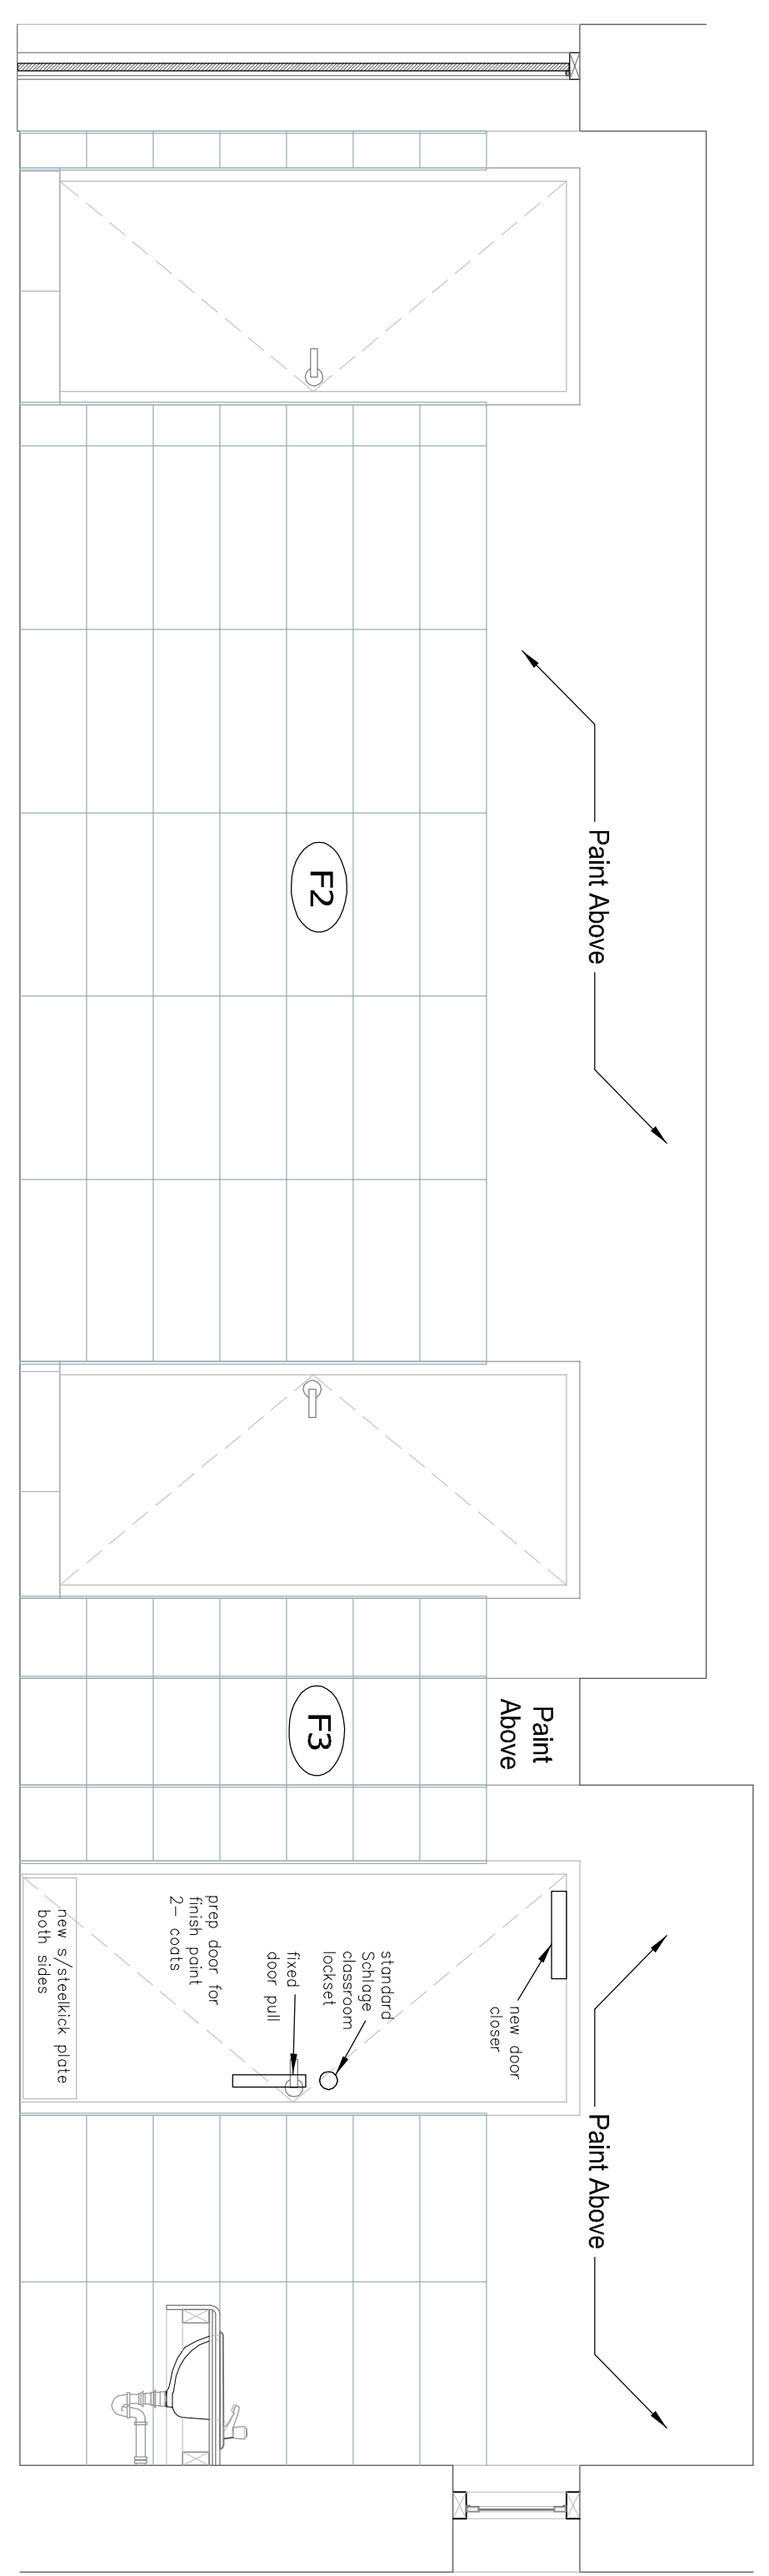 Paint Above
F2
Paint
Above
F3
new door
closer
standard
Schlage
classroom
lockset
fixed
door pull
prep door for
finish paint
2- coats
new s/steelkick plate
both sides
Paint Above